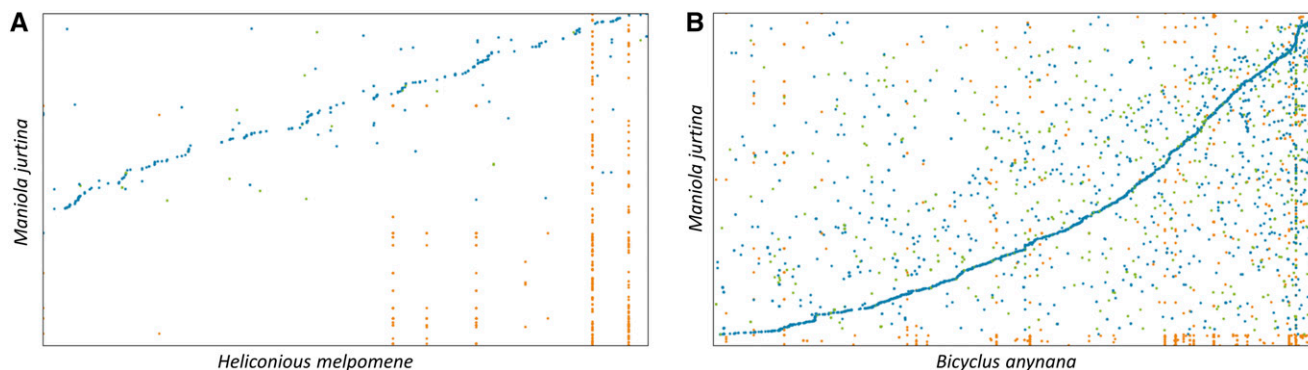 A
Maniola jurtina
Heliconious melpomene
B
Maniola jurtina
Bicyclus anynana